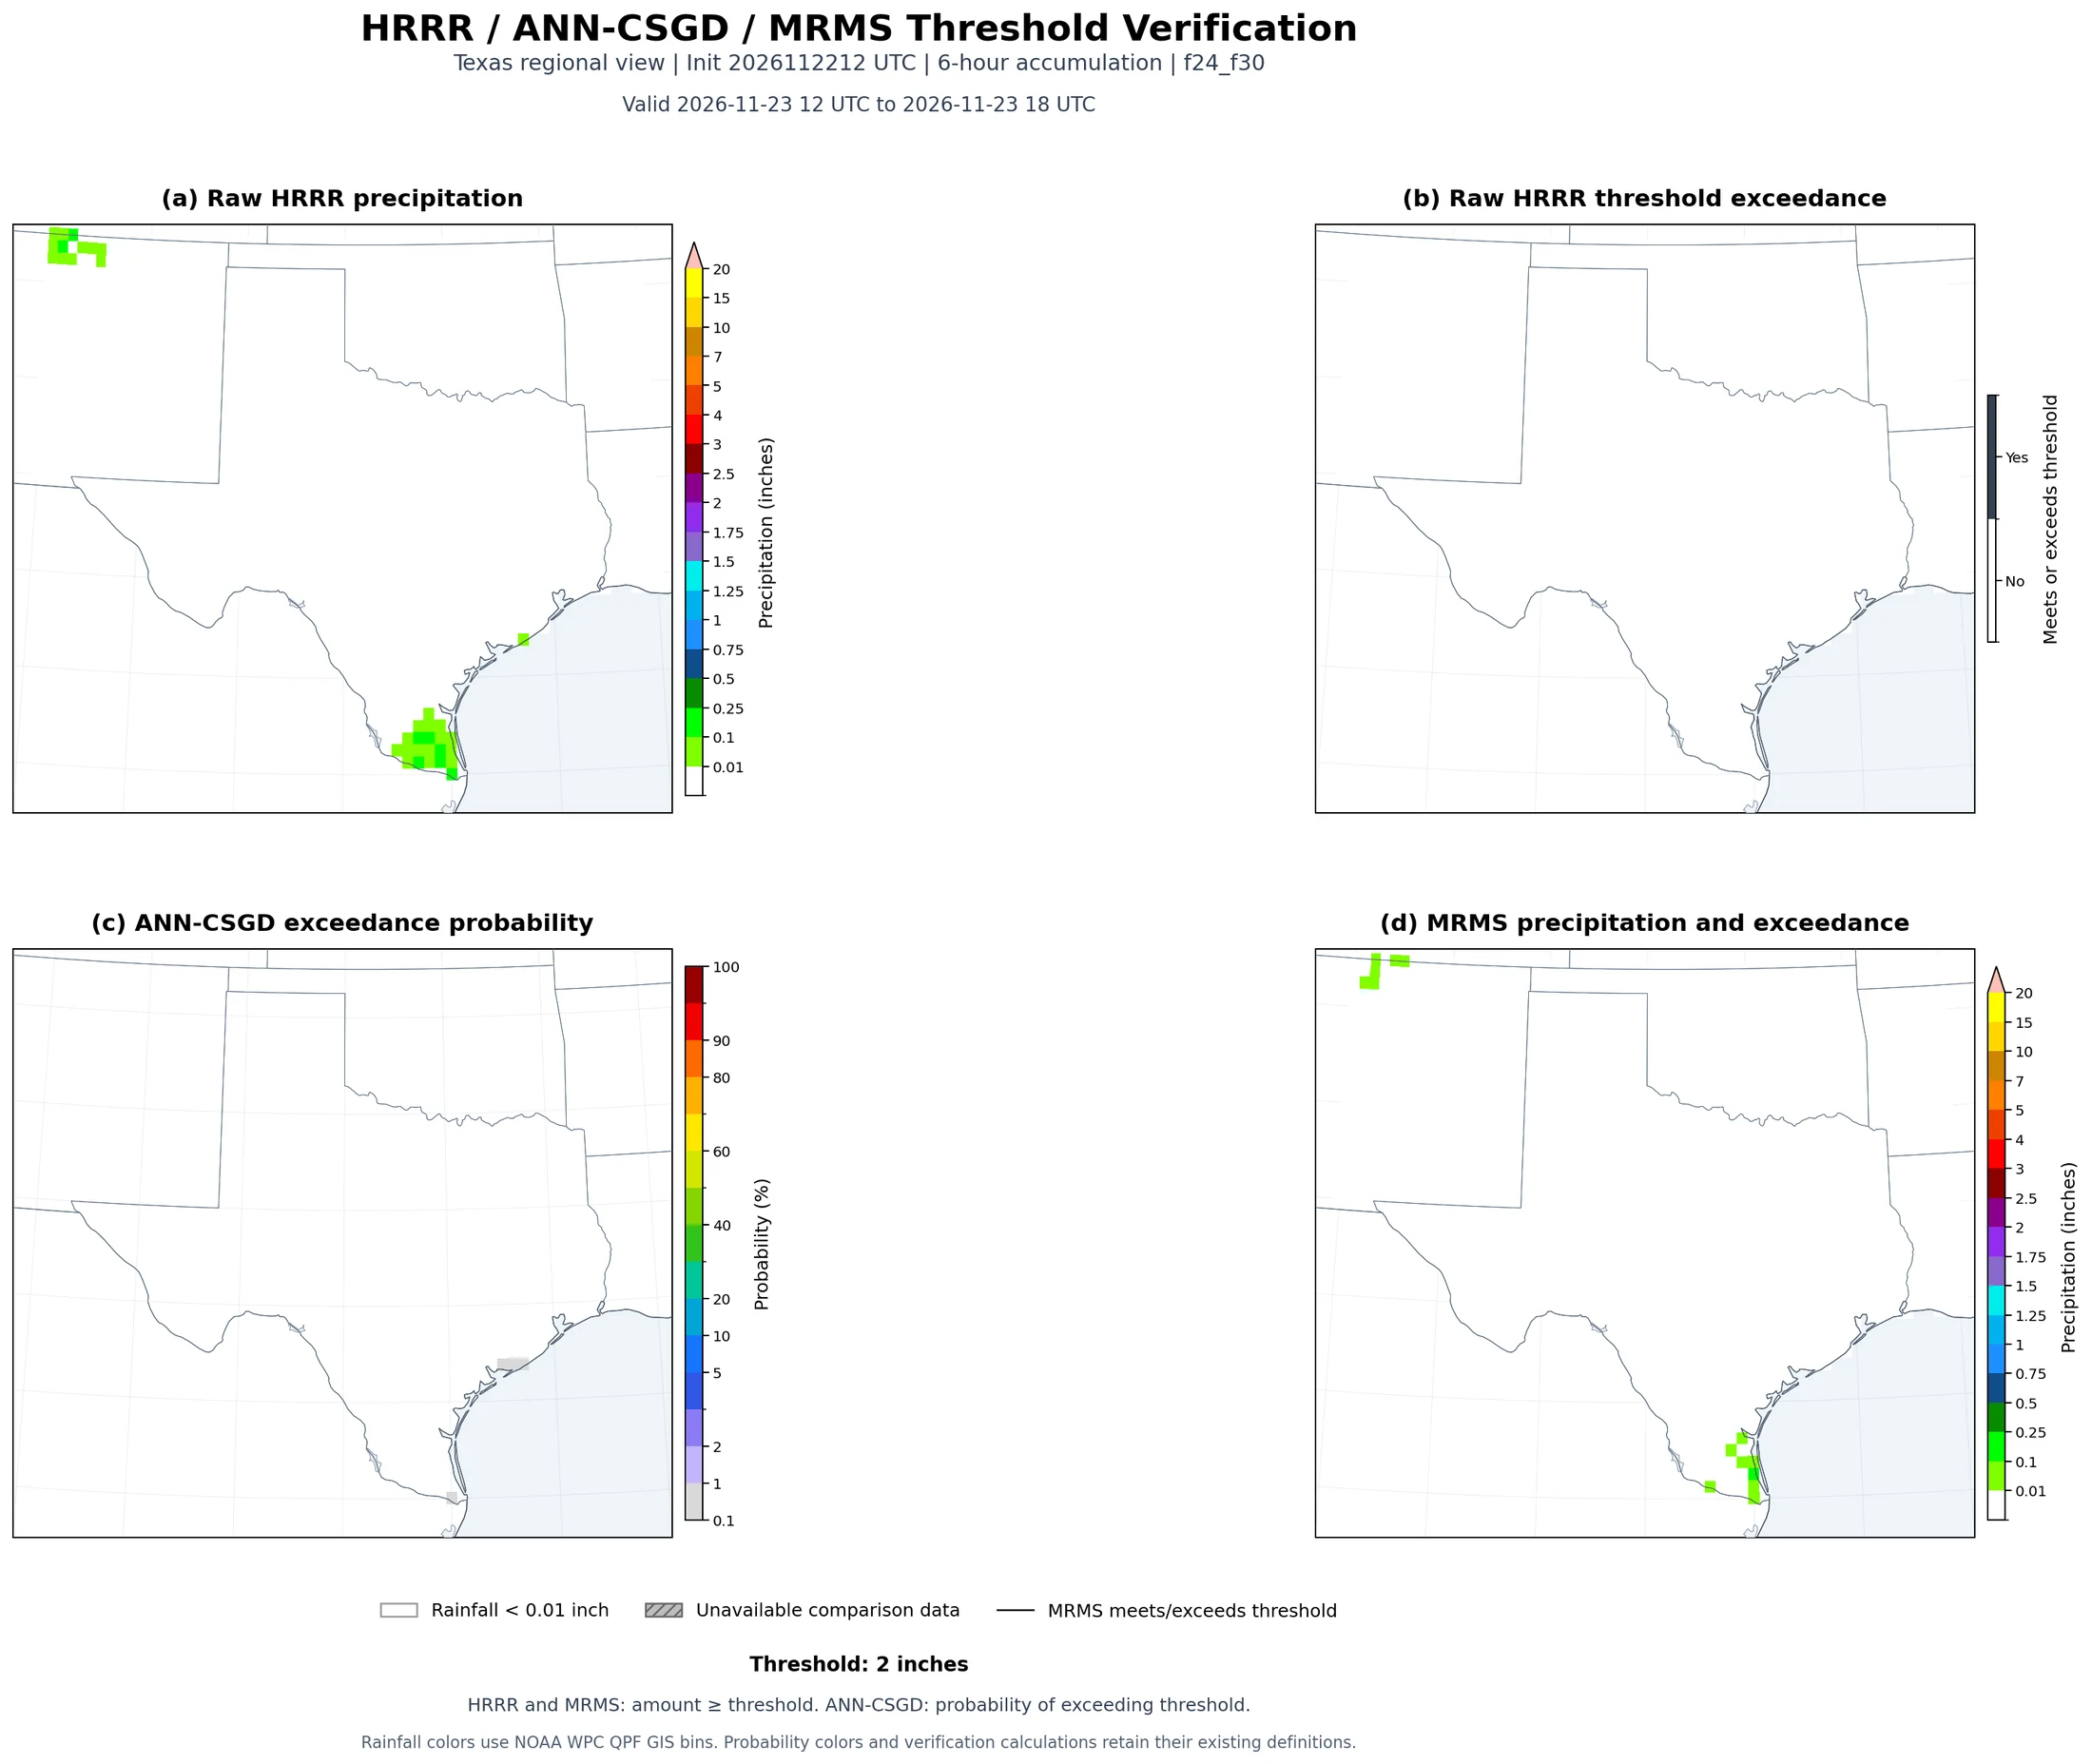 HRRR / ANN-CSGD / MRMS Threshold Verification
Texas regional view | Init 2026112212 UTC | 6-hour accumulation | f24_f30
Valid 2026-11-23 12 UTC to 2026-11-23 18 UTC
(a) Raw HRRR precipitation
20
15
10
7
5
4
3
2.5
2
1.75
1.5
1.25
1
0.75
0.5
0.25
0.1
0.01
Precipitation (inches)
(b) Raw HRRR threshold exceedance
Yes
No
Meets or exceeds threshold
(c) ANN-CSGD exceedance probability
100
90
80
60
40
20
10
5
2
1
0.1
Probability (%)
(d) MRMS precipitation and exceedance
20
15
10
7
5
4
3
2.5
2
1.75
1.5
1.25
1
0.75
0.5
0.25
0.1
0.01
Precipitation (inches)
Rainfall < 0.01 inch
Unavailable comparison data
MRMS meets/exceeds threshold
Threshold: 2 inches
HRRR and MRMS: amount ≥ threshold. ANN-CSGD: probability of exceeding threshold.
Rainfall colors use NOAA WPC QPF GIS bins. Probability colors and verification calculations retain their existing definitions.